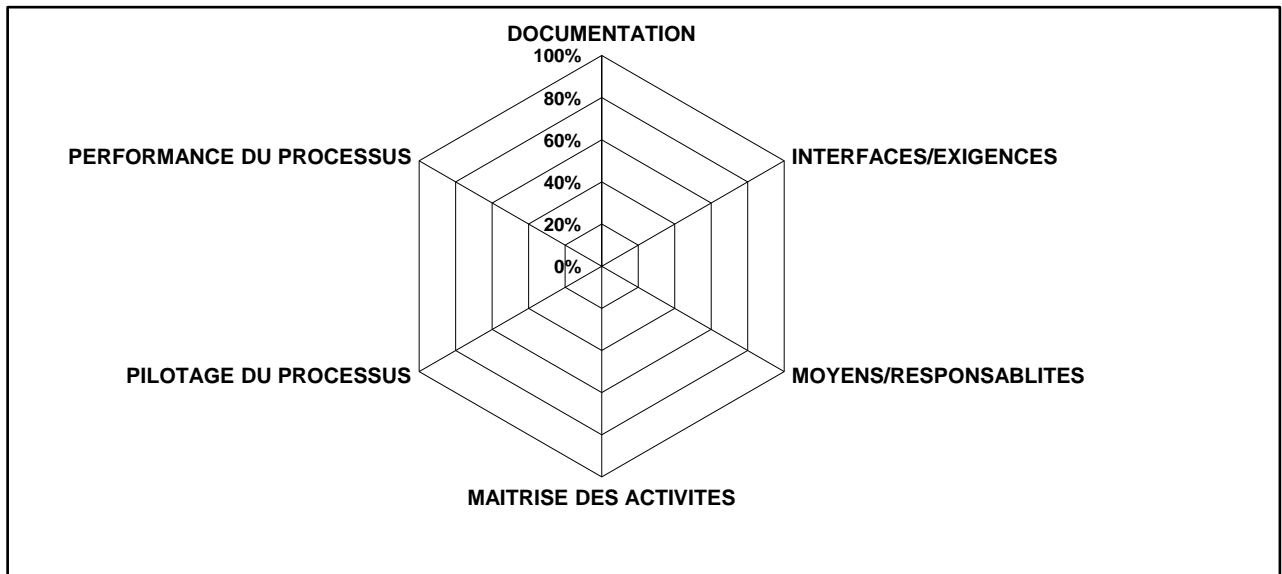 DOCUMENTATION
100%
80%
60%
40%
20%
0%
INTERFACES/EXIGENCES
MOYENS/RESPONSABLITES
MAITRISE DES ACTIVITES
PILOTAGE DU PROCESSUS
PERFORMANCE DU PROCESSUS